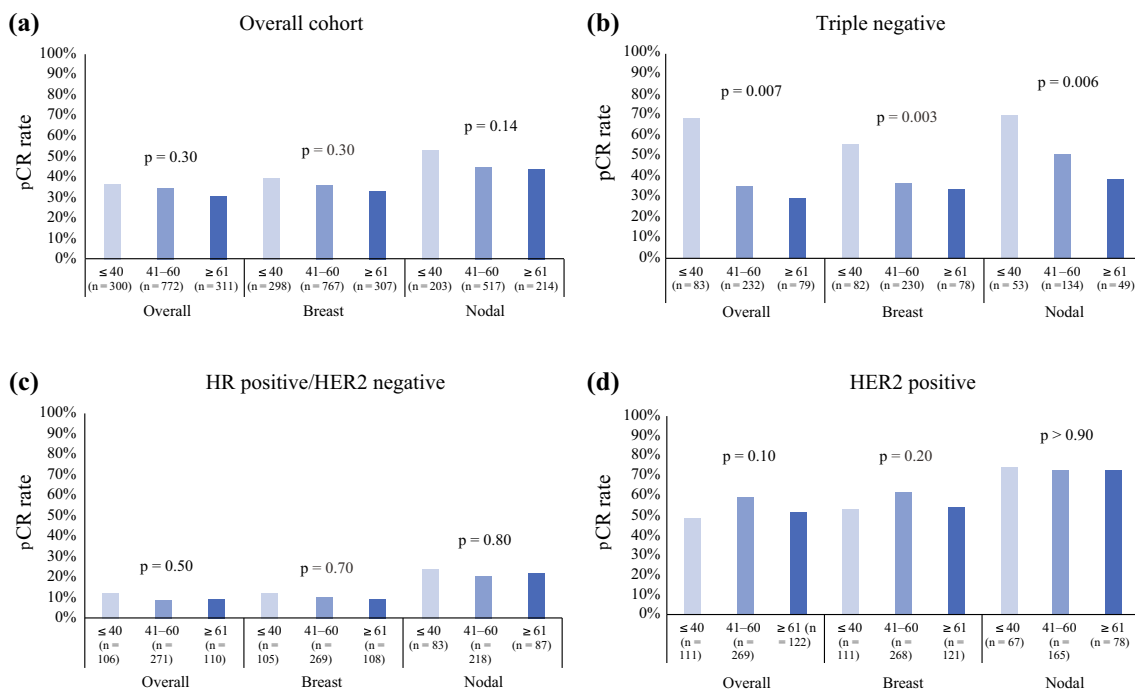 (a) Overall cohort
pCR rate
100%
90%
80%
70%
60%
50%
40%
30%
20%
10%
0%
p = 0.30
p = 0.30
p = 0.14
≤ 40 41–60 ≥ 61 ≤ 40 41–60 ≥ 61 ≤ 40 41–60 ≥ 61
(n = 300) (n = 772) (n = 311) (n = 298) (n = 767) (n = 307) (n = 203) (n = 517) (n = 214)
Overall Breast Nodal
(b) Triple negative
pCR rate
100%
90%
80%
70%
60%
50%
40%
30%
20%
10%
0%
p = 0.007
p = 0.003
p = 0.006
≤ 40 41–60 ≥ 61 ≤ 40 41–60 ≥ 61 ≤ 40 41–60 ≥ 61
(n = 83) (n = 232) (n = 79) (n = 82) (n = 230) (n = 78) (n = 53) (n = 134) (n = 49)
Overall Breast Nodal
(c) HR positive/HER2 negative
pCR rate
100%
90%
80%
70%
60%
50%
40%
30%
20%
10%
0%
p = 0.50
p = 0.70
p = 0.80
≤ 40 41–60 ≥ 61 ≤ 40 41–60 ≥ 61 ≤ 40 41–60 ≥ 61
(n = (n = (n = (n = (n = (n = (n = 83) (n = (n = 87)
106) 271) 110) 105) 269) 108) 218)
Overall Breast Nodal
(d) HER2 positive
pCR rate
100%
90%
80%
70%
60%
50%
40%
30%
20%
10%
0%
p = 0.10
p = 0.20
p > 0.90
≤ 40 41–60 ≥ 61 (n ≤ 40 41–60 ≥ 61 ≤ 40 41–60 ≥ 61
(n = (n = = 122) (n = (n = (n = (n = 67) (n = (n = 78)
111) 269) 111) 268) 121) 165)
Overall Breast Nodal